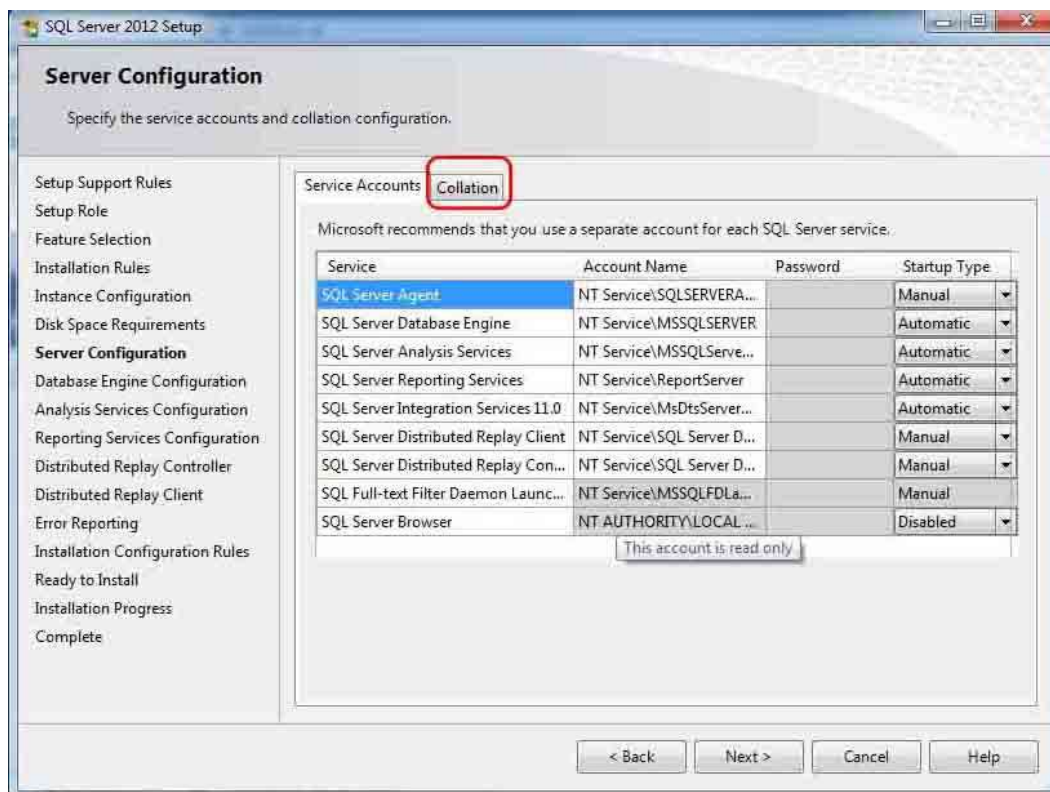 SQL Server 2012 Setup
Server Configuration
Specify the service accounts and collation configuration.
Setup Support Rules
Setup Role
Feature Selection
Installation Rules
Instance Configuration
Disk Space Requirements
Server Configuration
Database Engine Configuration
Analysis Services Configuration
Reporting Services Configuration
Distributed Replay Controller
Distributed Replay Client
Error Reporting
Installation Configuration Rules
Ready to Install
Installation Progress
Complete
Service Accounts Collation
Microsoft recommends that you use a separate account for each SQL Server service.
Service Account Name Password Startup Type
SQL Server Agent NT Service\SQLSERVERA... Manual
SQL Server Database Engine NT Service\MSSQLSERVER Automatic
SQL Server Analysis Services NT Service\MSSQLServe... Automatic
SQL Server Reporting Services NT Service\ReportServer Automatic
SQL Server Integration Services 11.0 NT Service\MsDtsServer... Automatic
SQL Server Distributed Replay Client NT Service\SQL Server D... Manual
SQL Server Distributed Replay Con... NT Service\SQL Server D... Manual
SQL Full-text Filter Daemon Launc... NT Service\MSSQLFDLa... Manual
SQL Server Browser NT AUTHORITY\LOCAL ... Disabled
This account is read only
< Back Next > Cancel Help